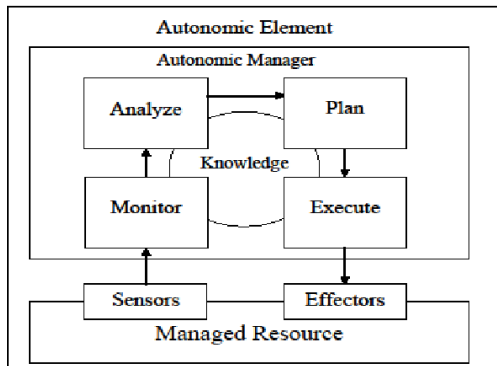 Autonomic Element
Autonomic Manager
Analyze
Plan
Knowledge
Monitor
Execute
Sensors
Effectors
Managed Resource